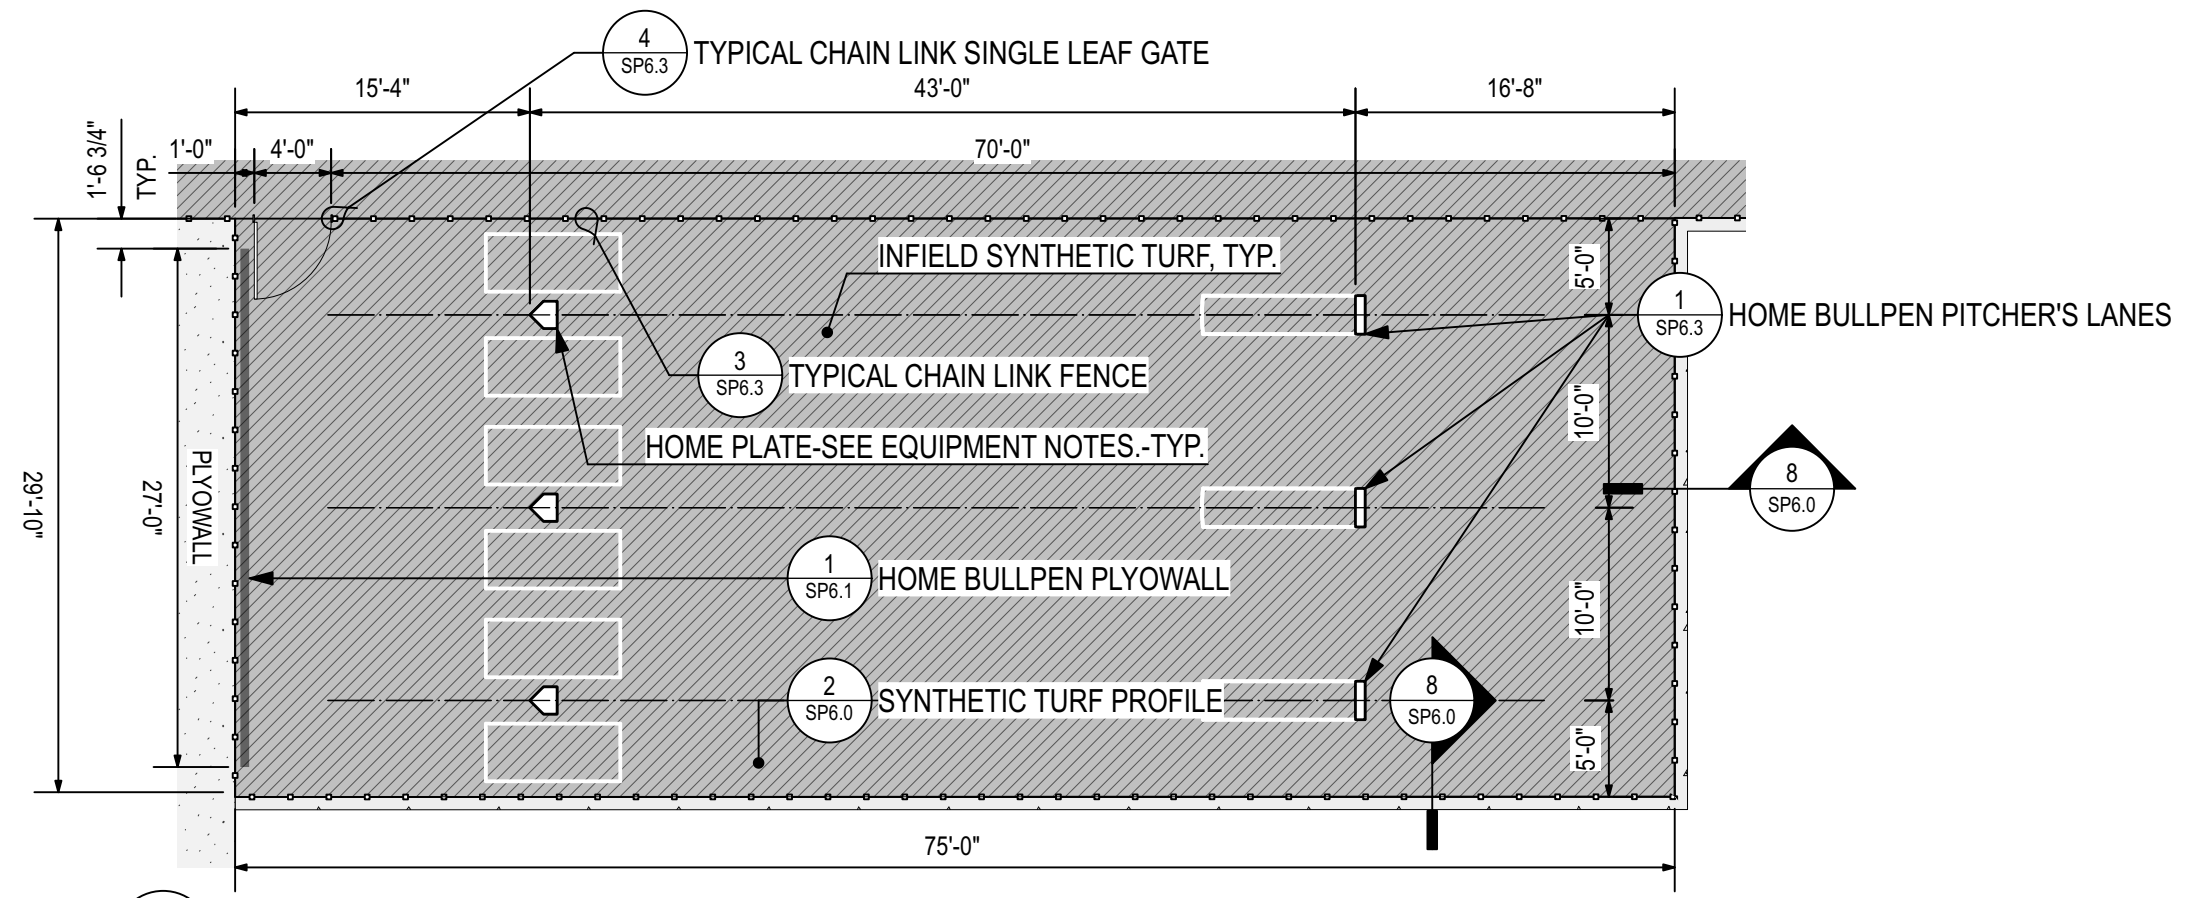 4
SP6.3
TYPICAL CHAIN LINK SINGLE LEAF GATE
15'-4"
43'-0"
16'-8"
1'-6 3/4"
TYP.
1'-0"
4'-0"
70'-0"
INFIELD SYNTHETIC TURF, TYP.
5'-0"
1
SP6.3
HOME BULLPEN PITCHER'S LANES
3
SP6.3
TYPICAL CHAIN LINK FENCE
10'-0"
HOME PLATE-SEE EQUIPMENT NOTES.-TYP.
8
SP6.0
29'-10"
27'-0"
PLYOWALL
1
SP6.1
HOME BULLPEN PLYOWALL
10'-0"
2
SP6.0
SYNTHETIC TURF PROFILE
8
SP6.0
5'-0"
75'-0"